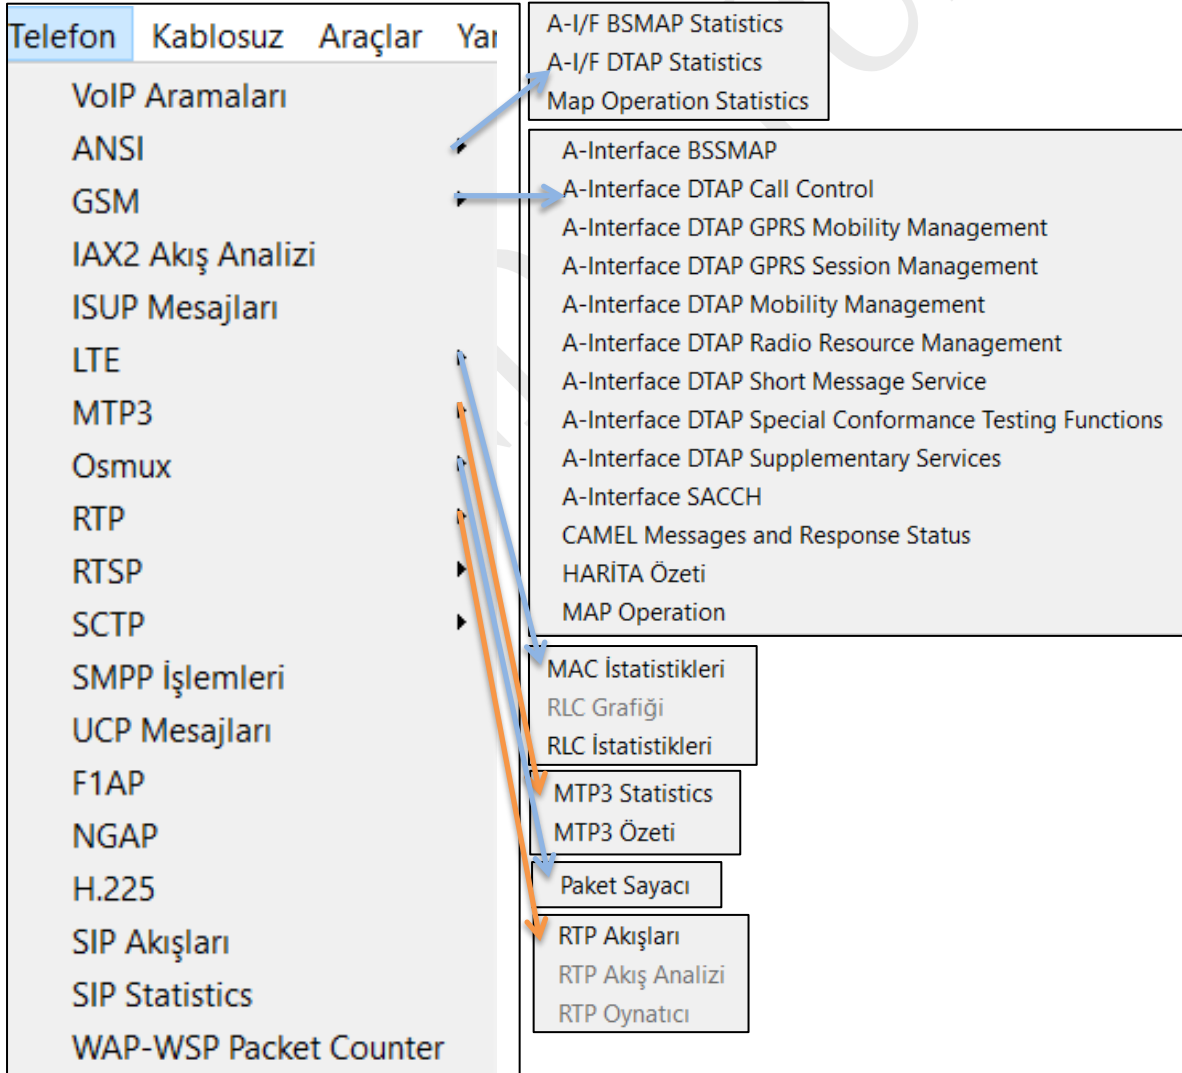 Telefon Kablosuz Araçlar Yar
VoIP Aramaları
ANSI
GSM
IAX2 Akış Analizi
ISUP Mesajları
LTE
MTP3
Osmux
RTP
RTSP
SCTP
SMPP İşlemleri
UCP Mesajları
F1AP
NGAP
H.225
SIP Akışları
SIP Statistics
WAP-WSP Packet Counter
A-I/F BSMAP Statistics
A-I/F DTAP Statistics
Map Operation Statistics
A-Interface BSSMAP
A-Interface DTAP Call Control
A-Interface DTAP GPRS Mobility Management
A-Interface DTAP GPRS Session Management
A-Interface DTAP Mobility Management
A-Interface DTAP Radio Resource Management
A-Interface DTAP Short Message Service
A-Interface DTAP Special Conformance Testing Functions
A-Interface DTAP Supplementary Services
A-Interface SACCH
CAMEL Messages and Response Status
HARİTA Özeti
MAP Operation
MAC İstatistikleri
RLC Grafiği
RLC İstatistikleri
MTP3 Statistics
MTP3 Özeti
Paket Sayacı
RTP Akışları
RTP Akış Analizi
RTP Oynatıcı